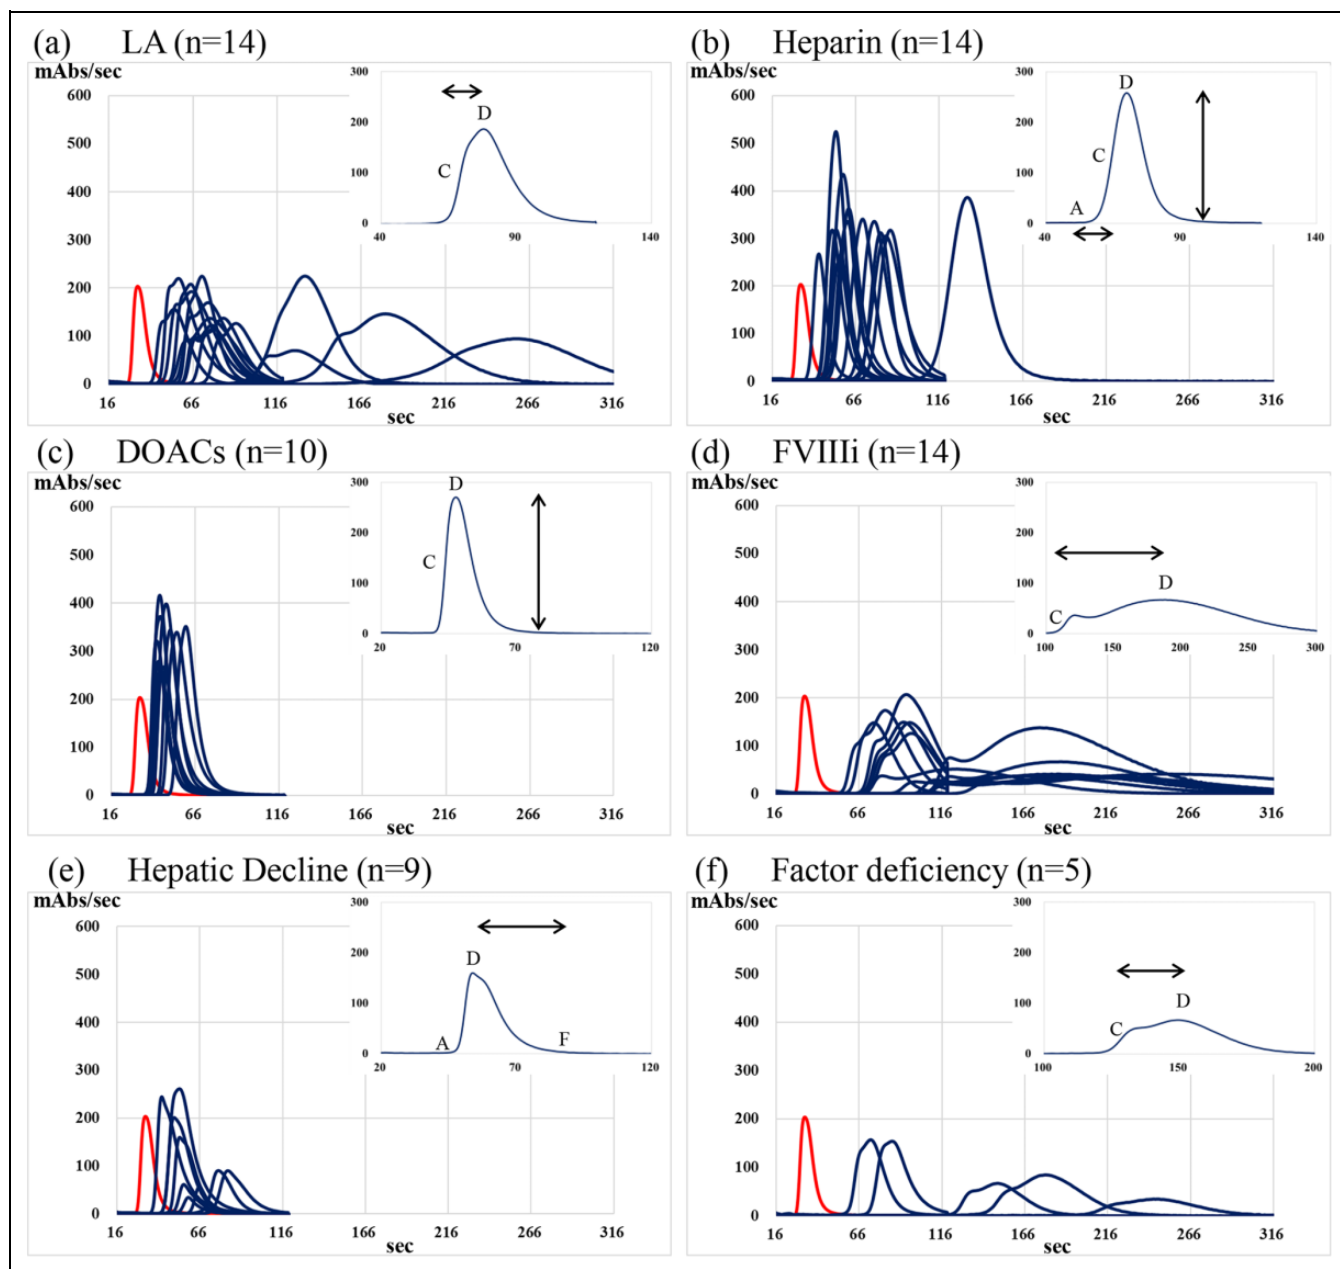 (a) LA (n=14)
mAbs/sec
600
500
400
300
200
100
0
16 66 116 166 216 266 316
sec
300
200
100
0
40 90 140
C
D
(b) Heparin (n=14)
mAbs/sec
600
500
400
300
200
100
0
16 66 116 166 216 266 316
sec
300
200
100
0
40 90 140
A
C
D
(c) DOACs (n=10)
mAbs/sec
600
500
400
300
200
100
0
16 66 116 166 216 266 316
sec
300
200
100
0
20 70 120
C
D
(d) FVIIIi (n=14)
mAbs/sec
600
500
400
300
200
100
0
16 66 116 166 216 266 316
sec
300
200
100
0
100 150 200 250 300
C
D
(e) Hepatic Decline (n=9)
mAbs/sec
600
500
400
300
200
100
0
16 66 116 166 216 266 316
sec
300
200
100
0
20 70 120
A
D
F
(f) Factor deficiency (n=5)
mAbs/sec
600
500
400
300
200
100
0
16 66 116 166 216 266 316
sec
300
200
100
0
100 150 200
C
D